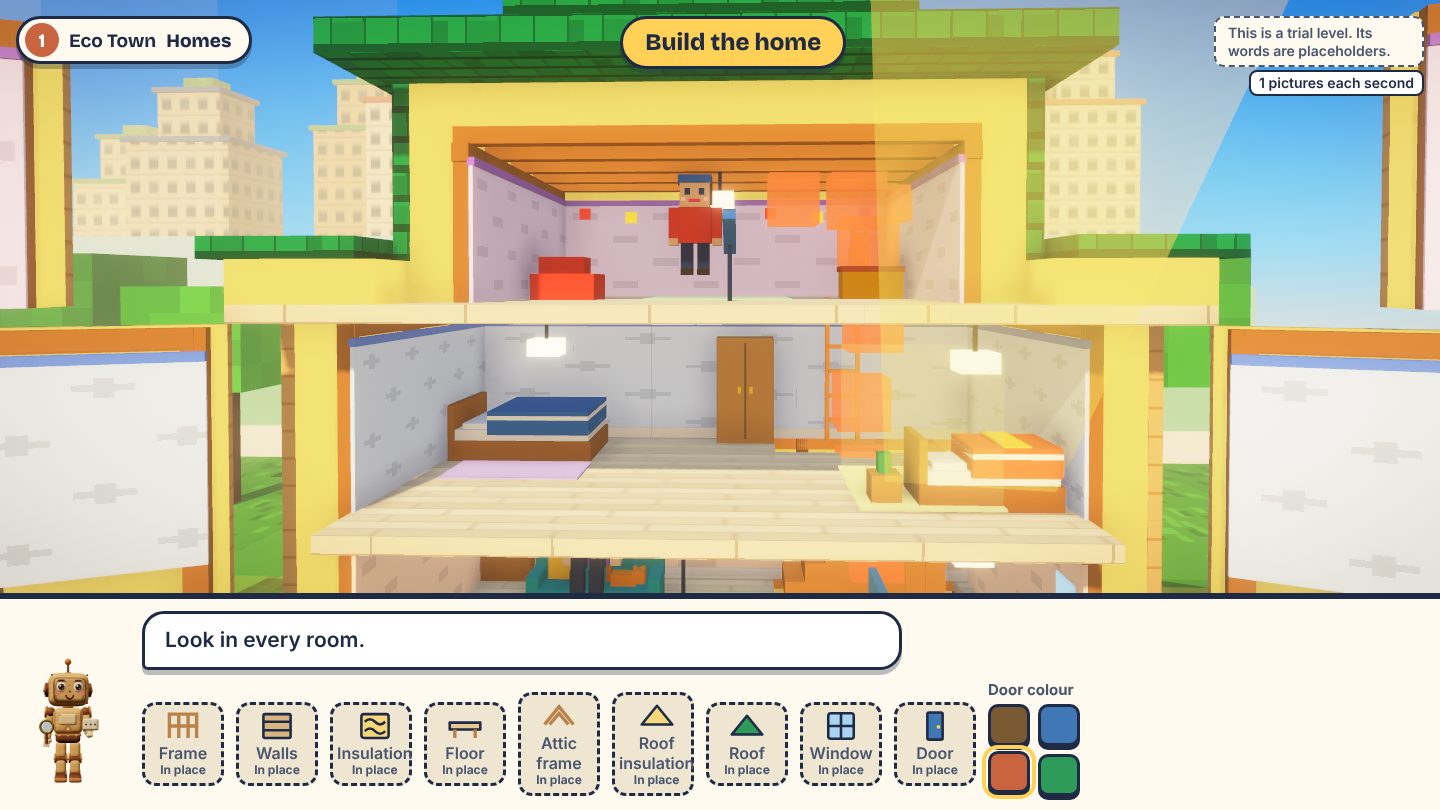 1 Eco Town Homes
Build the home
This is a trial level. Its
words are placeholders.
1 pictures each second
Look in every room.
Door colour
Frame
In place
Walls
In place
Insulation
In place
Floor
In place
Attic
frame
In place
Roof
insulation
In place
Roof
In place
Window
In place
Door
In place